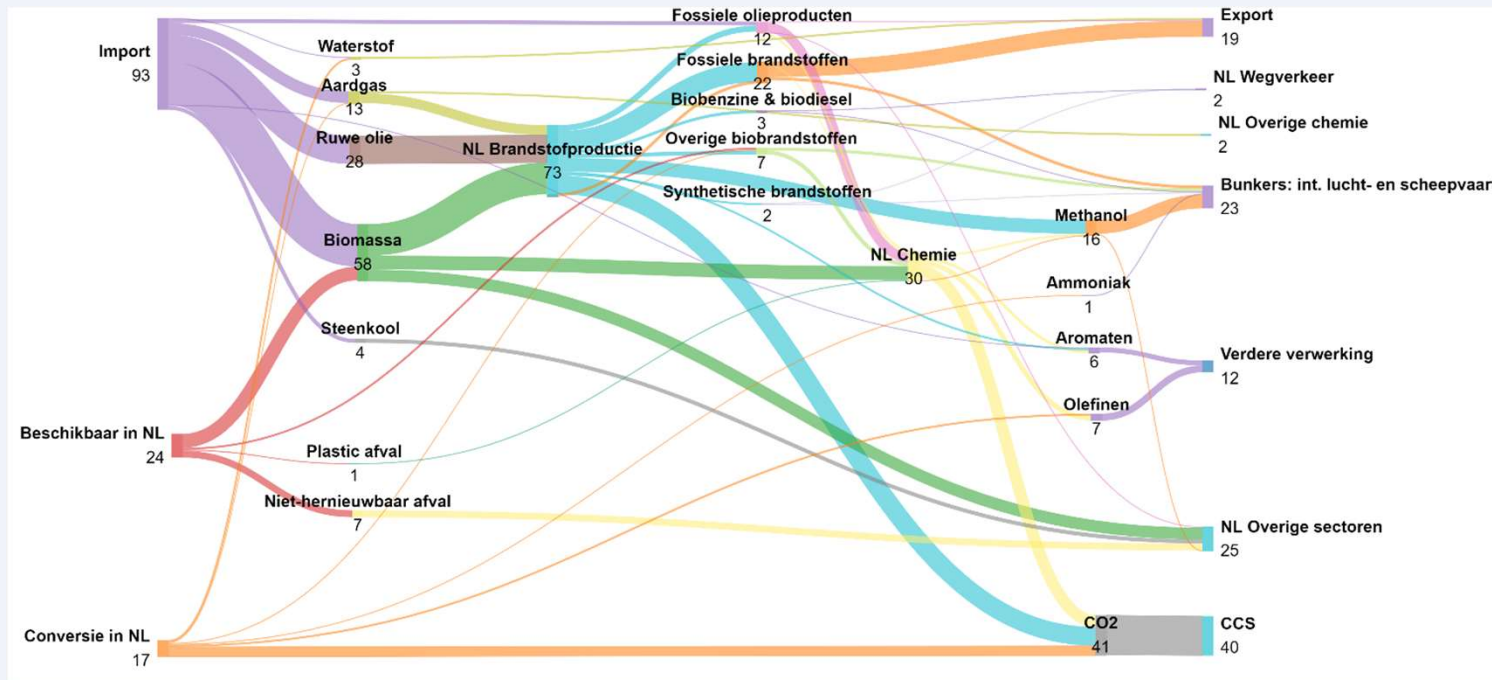 Import
93
Beschikbaar in NL
24
Conversie in NL
17
Waterstof
3
Aardgas
13
Ruwe olie
28
Biomassa
58
Steenkool
4
Plastic afval
1
Niet-hernieuwbaar afval
7
NL Brandstofproductie
73
Fossiele olieproducten
12
Fossiele brandstoffen
22
Biobenzine & biodiesel
3
Overige biobrandstoffen
7
Synthetische brandstoffen
2
NL Chemie
30
Methanol
16
Ammoniak
1
Aromaten
6
Olefinen
7
CO2
41
Export
19
NL Wegverkeer
2
NL Overige chemie
2
Bunkers: int. lucht- en scheepvaart
23
Verdere verwerking
12
NL Overige sectoren
25
CCS
40